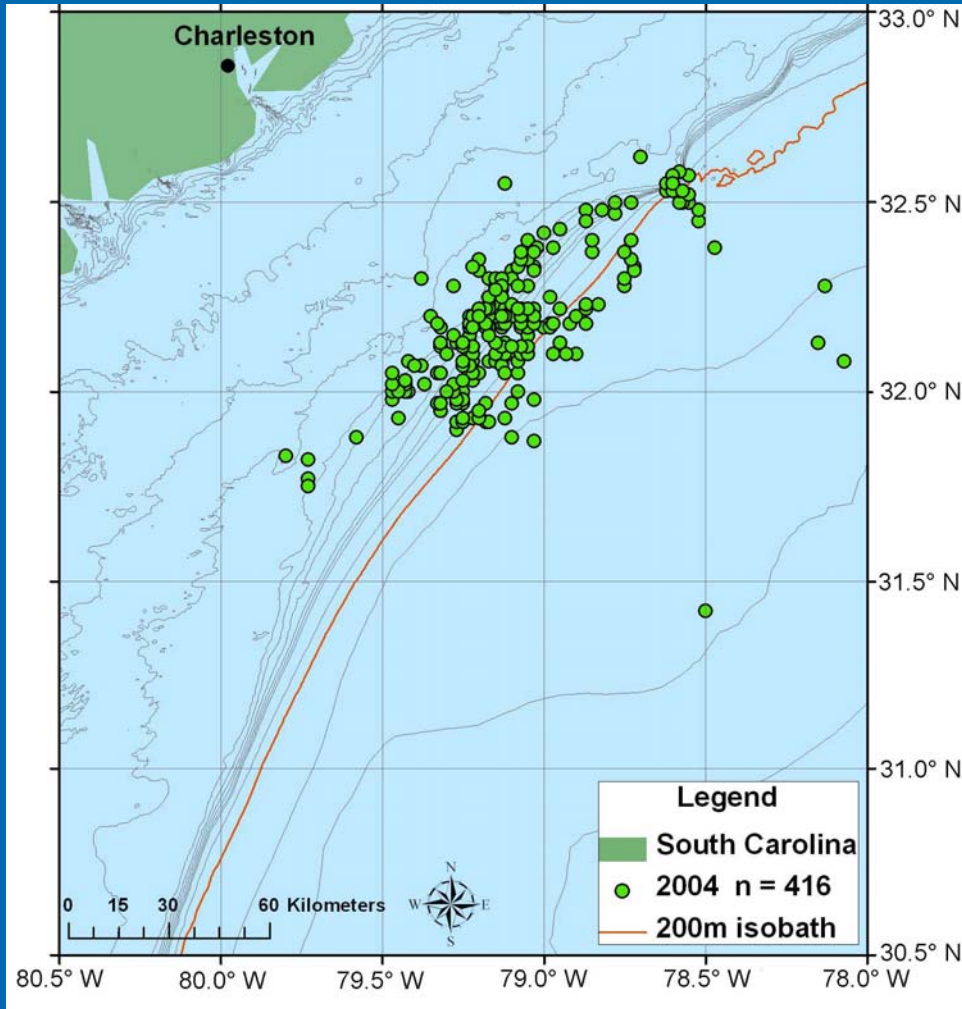 Charleston
33.0° N
32.5° N
32.0° N
31.5° N
31.0° N
30.5° N
Legend
South Carolina
2004 n = 416
200m isobath
N
W E
S
0 15 30 60 Kilometers
80.5° W 80.0° W 79.5° W 79.0° W 78.5° W 78.0° W